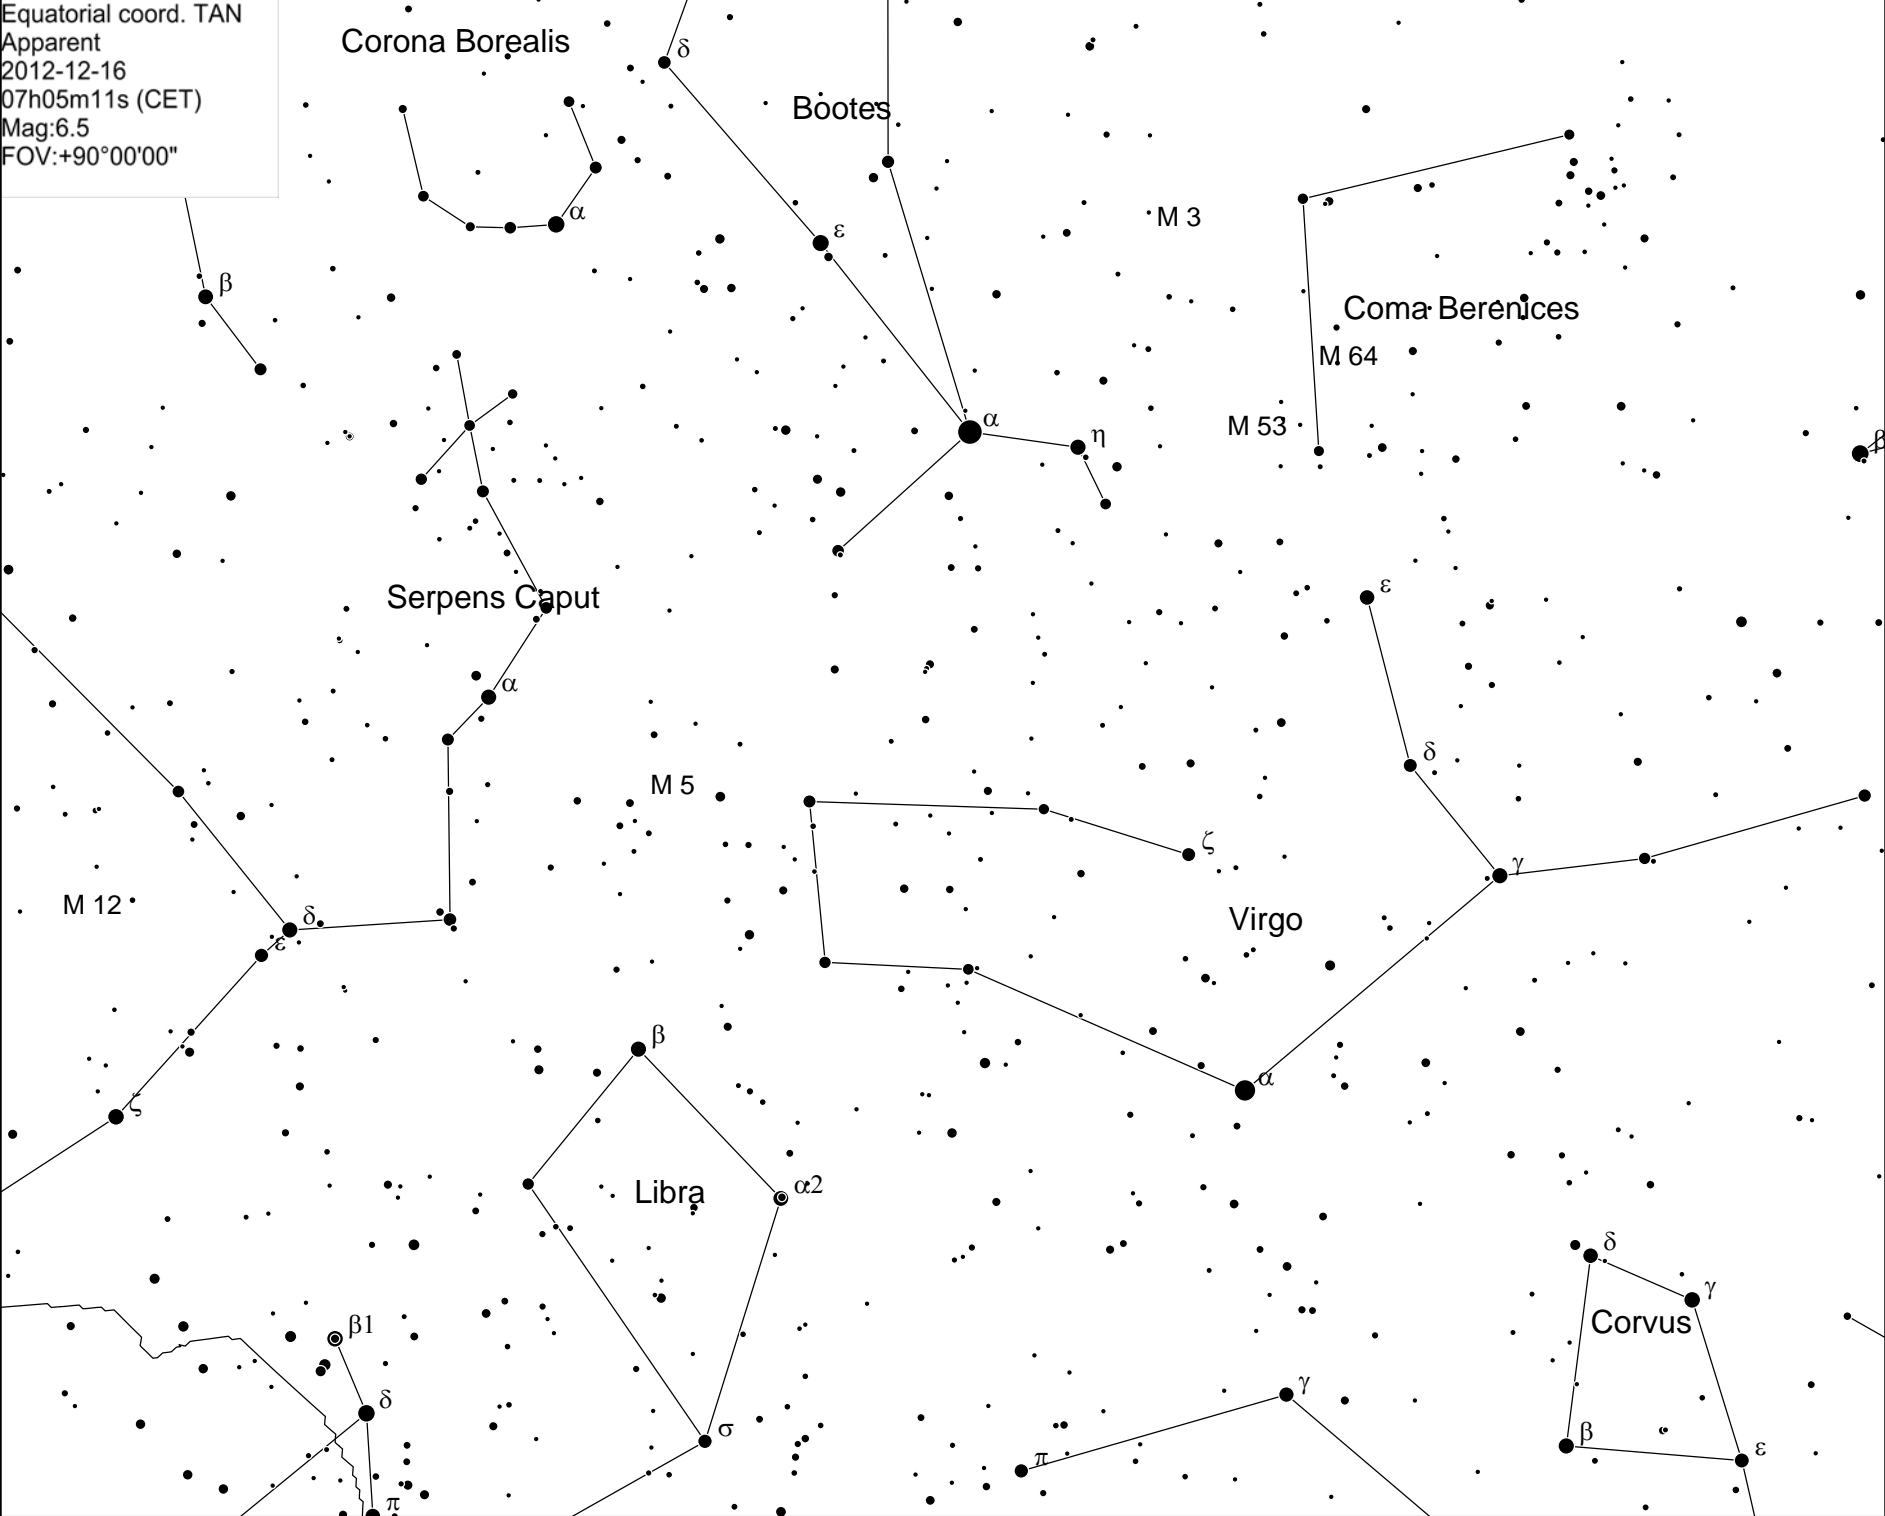 Equatorial coord. TAN
Apparent
2012-12-16
07h05m11s (CET)
Mag:6.5
FOV:+90°00'00"
Corona Borealis
δ
Bootes
α
M 3
ε
β
Coma Berenices
M 64
α
M 53
η
β
ε
Serpens Caput
α
δ
M 5
ζ
γ
M 12
δ
Virgo
ε
β
α
ζ
Libra
α2
δ
γ
β1
Corvus
δ
γ
σ
β
π
ε
π